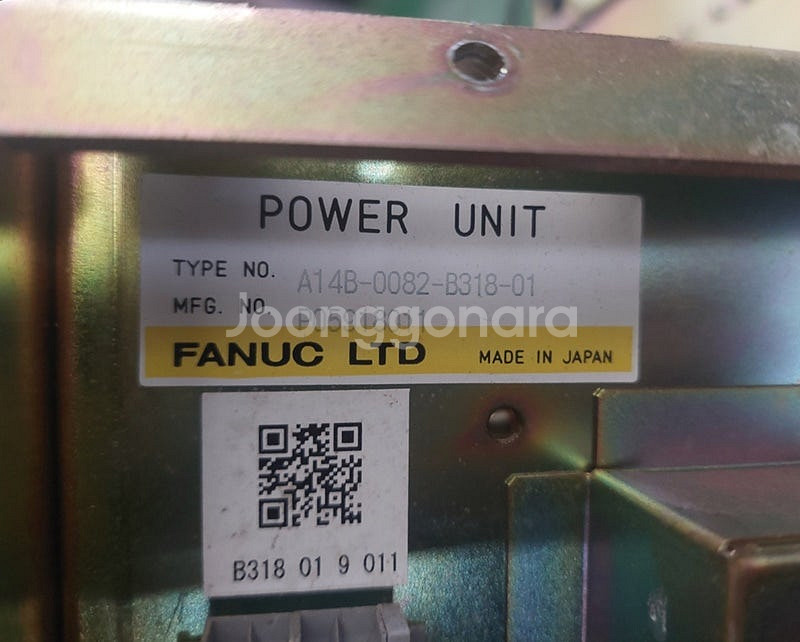 POWER UNIT
TYPE NO. A14B-0082-B318-01
MFG. NO.
Joonggonara
FANUC LTD MADE IN JAPAN
B318 01 9 011